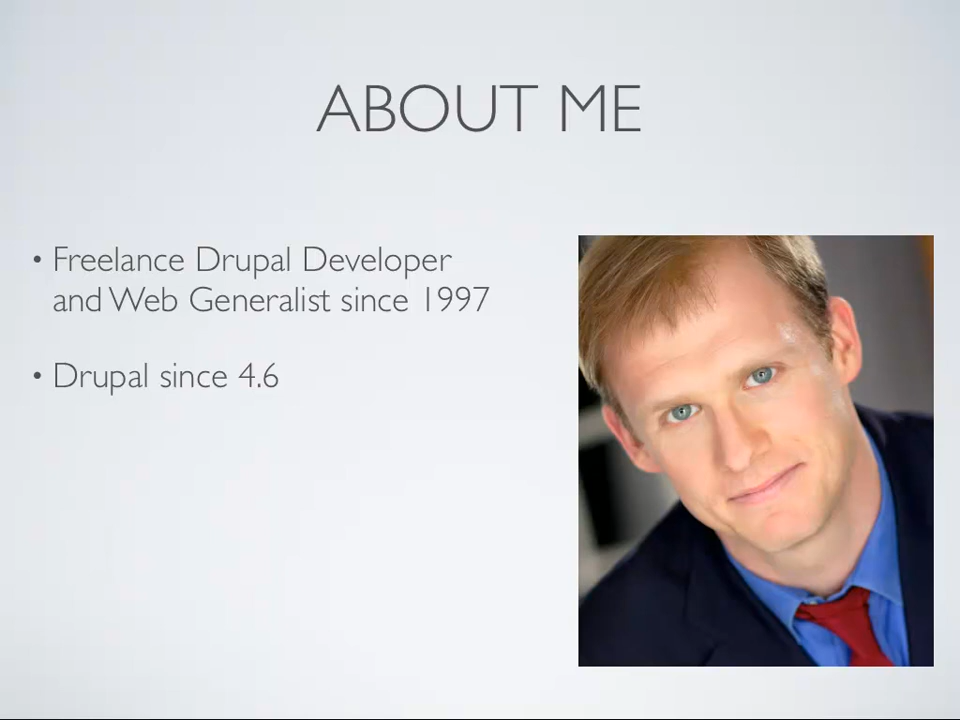 ABOUT ME
• Freelance Drupal Developer
and Web Generalist since 1997
• Drupal since 4.6